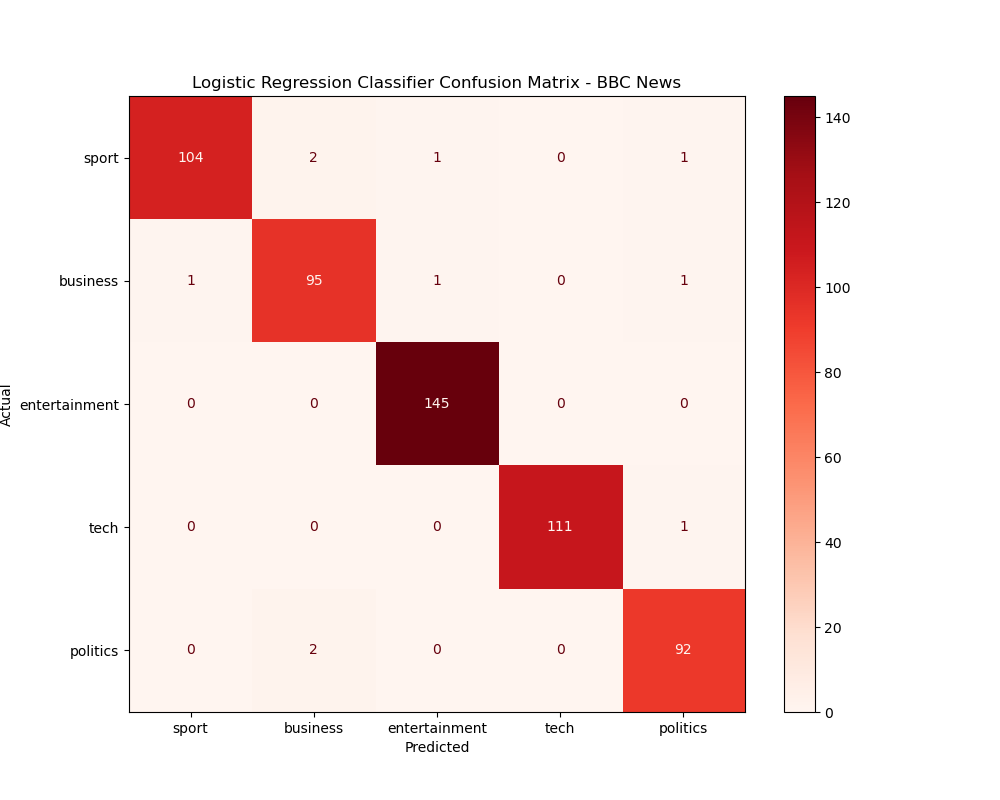 Logistic Regression Classifier Confusion Matrix - BBC News
sport 104 2 1 0 1
business 1 95 1 0 1
entertainment 0 0 145 0 0
tech 0 0 0 111 1
politics 0 2 0 0 92
sport business entertainment tech politics
Predicted
Actual
140
120
100
80
60
40
20
0